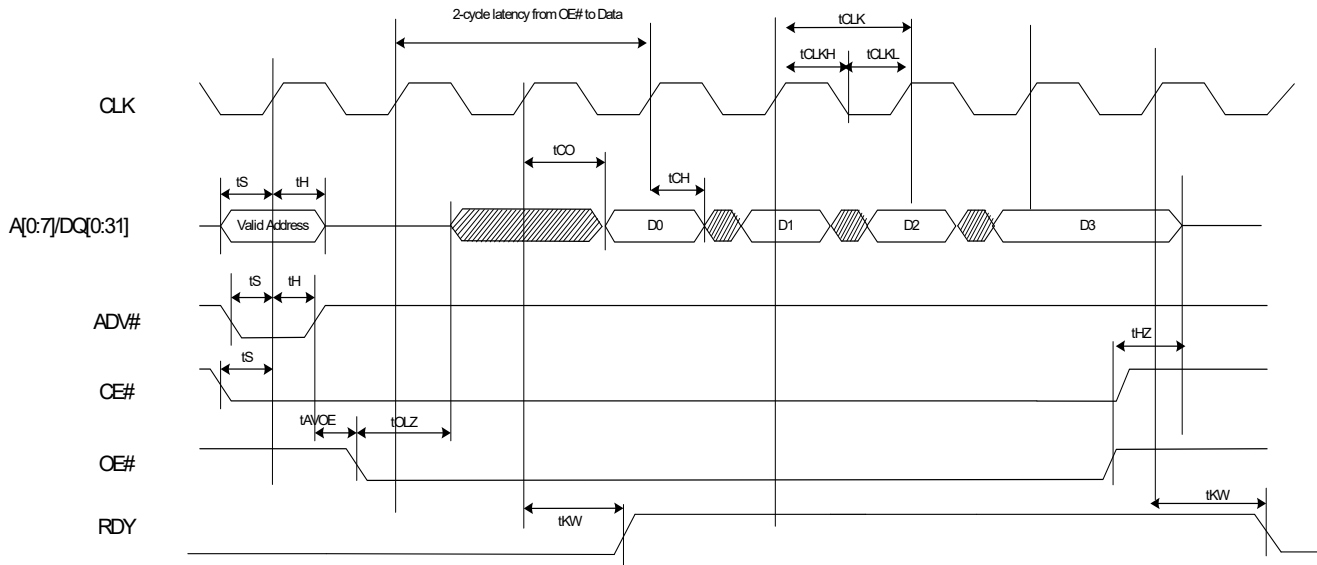 2-cycle latency from OE# to Data
tCLK
tCLKH
tCLKL
CLK
tCO
tS
tH
tCH
A[0:7]/DQ[0:31]
Valid Address
D0
D1
D2
D3
tS
tH
ADV#
tHZ
tS
CE#
tAVOE
tOLZ
OE#
tKW
tKW
RDY